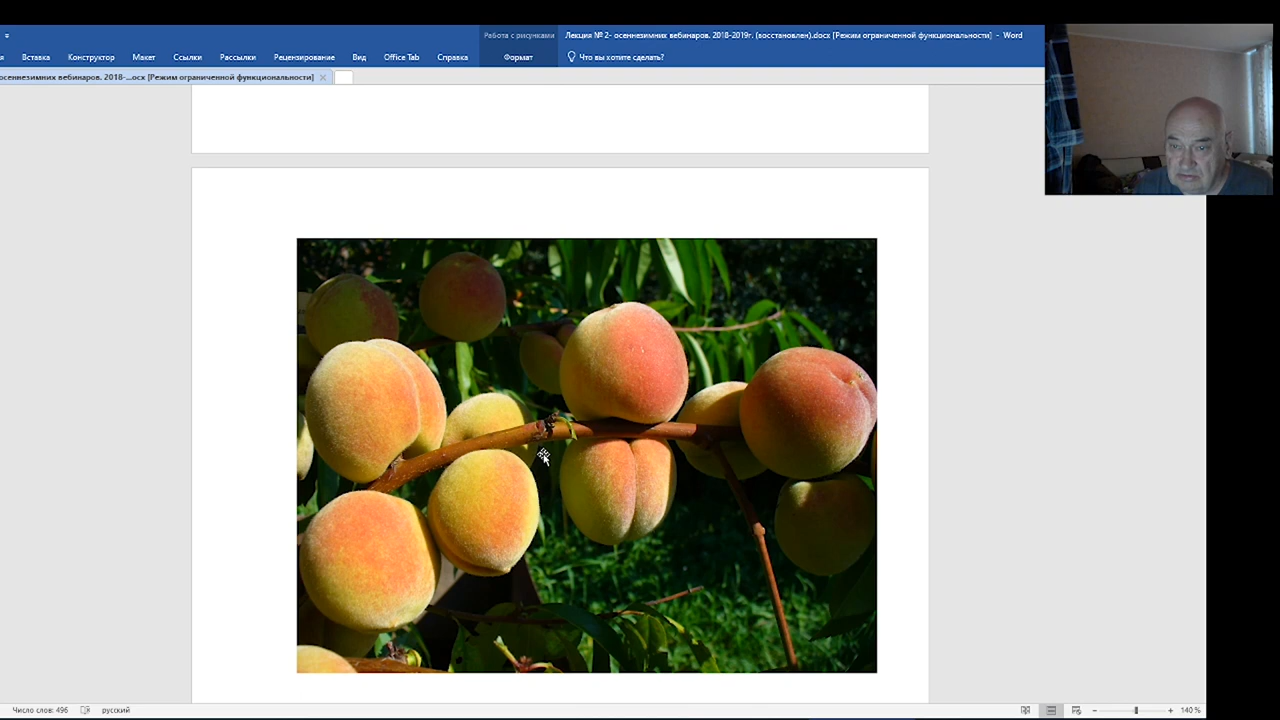 Работа с рисунками
Лекция № 2- осеннезимних вебинаров. 2018-2019г. (восстановлен).docx [Режим ограниченной функциональности] - Word
Вставка Конструктор Макет Ссылки Рассылки Рецензирование Вид Office Tab Справка Формат Что вы хотите сделать?
осеннезимних вебинаров. 2018-...ocx [Режим ограниченной функциональности]
Число слов: 496 русский 140 %